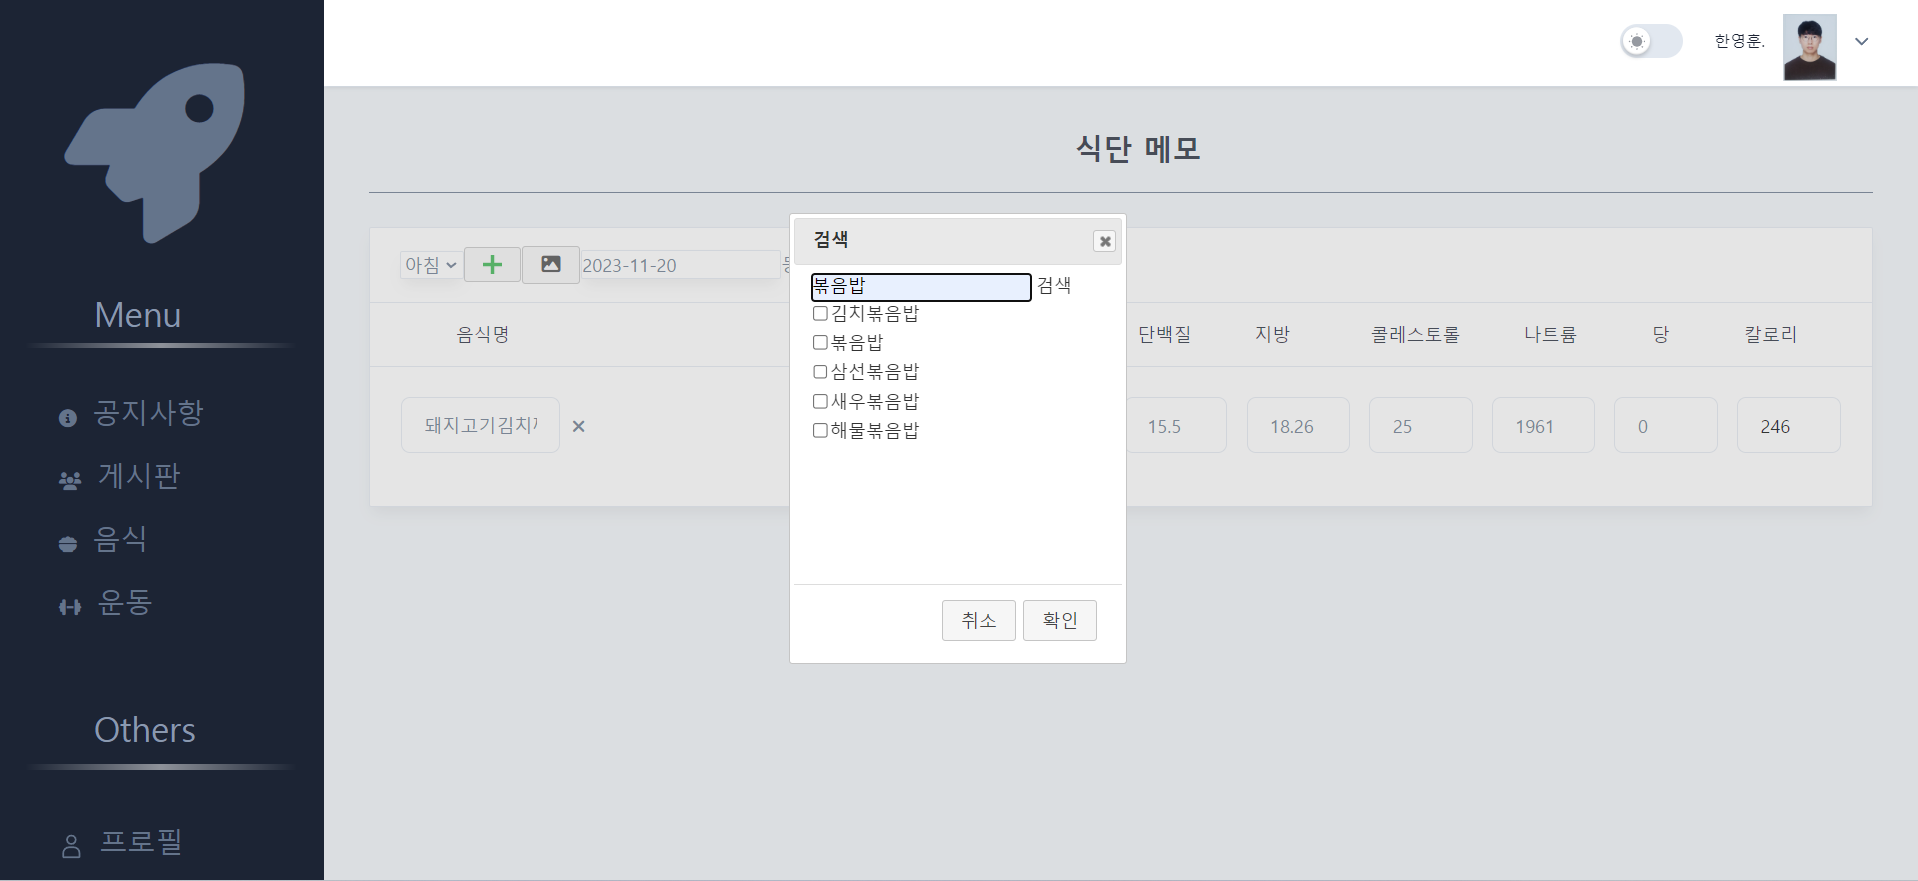 한영훈.
Menu
공지사항
게시판
음식
운동
Others
프로필
식단 메모
아침
2023-11-20
음식명
단백질
지방
콜레스토롤
나트륨
당
칼로리
돼지고기김치
15.5
18.26
25
1961
0
246
검색
볶음밥 검색
김치볶음밥
볶음밥
삼선볶음밥
새우볶음밥
해물볶음밥
취소
확인